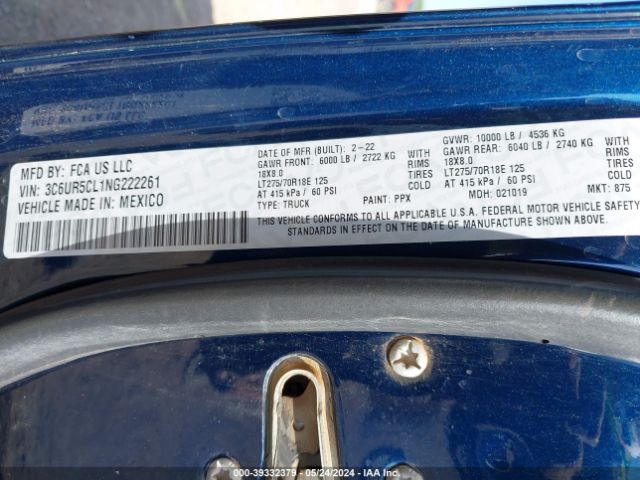 MFD BY: FCA US LLC
VIN: 3C6UR5CL1NG222261
VEHICLE MADE IN: MEXICO
DATE OF MFR (BUILT): 2-22
GVWR: 10000 LB / 4536 KG
GAWR FRONT: 6000 LB / 2722 KG WITH
GAWR REAR: 6040 LB / 2740 KG WITH
18X8.0 RIMS
18X8.0 RIMS
LT275/70R18E 125 TIRES
LT275/70R18E 125 TIRES
AT 415 kPa / 60 PSI COLD
AT 415 kPa / 60 PSI COLD
TYPE: TRUCK PAINT: PPX MDH: 021019 MKT: 875
THIS VEHICLE CONFORMS TO ALL APPLICABLE U.S.A. FEDERAL MOTOR VEHICLE SAFETY
STANDARDS IN EFFECT ON THE DATE OF MANUFACTURE SHOWN ABOVE.
000-39332379 - 05/24/2024 - IAA Inc.